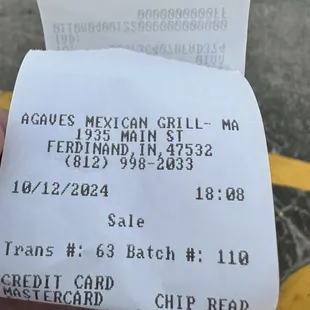 AGAVES MEXICAN GRILL- MA
1935 MAIN ST
FERDINAND,IN,47532
(812) 998-2033
10/12/2024 18:08
Sale
Trans #: 63 Batch #: 110
CREDIT CARD
MASTERCARD CHIP READ